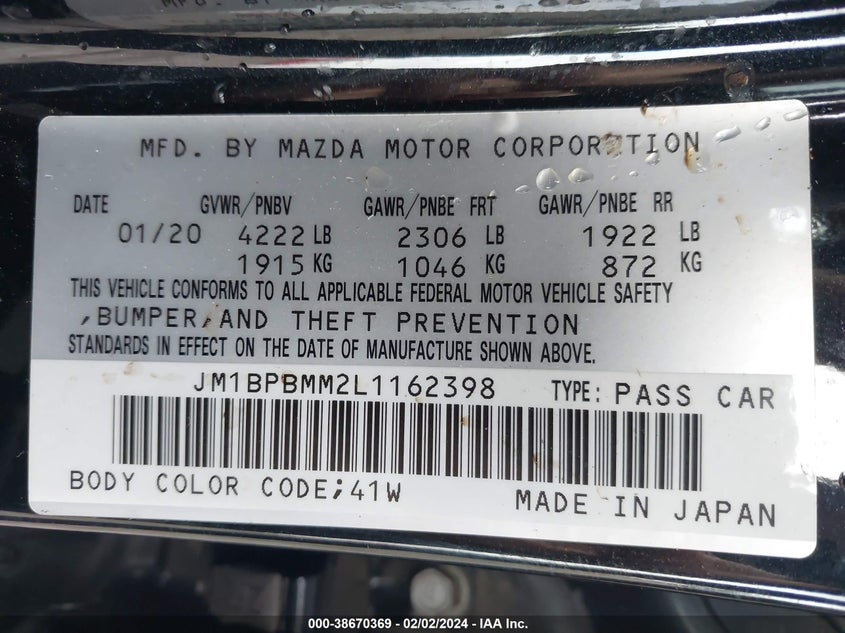 MFD. BY MAZDA MOTOR CORPORATION
DATE GVWR/PNBV GAWR/PNBE FRT GAWR/PNBE RR
01/20 4222 LB 2306 LB 1922 LB
1915 KG 1046 KG 872 KG
THIS VEHICLE CONFORMS TO ALL APPLICABLE FEDERAL MOTOR VEHICLE SAFETY
,BUMPER,AND THEFT PREVENTION
STANDARDS IN EFFECT ON THE DATE OF MANUFACTURE SHOWN ABOVE.
JM1BPBMM2L1162398 TYPE: PASS CAR
BODY COLOR CODE;41W MADE IN JAPAN
000-38670369 | 02/02/2024 | IAA Inc.